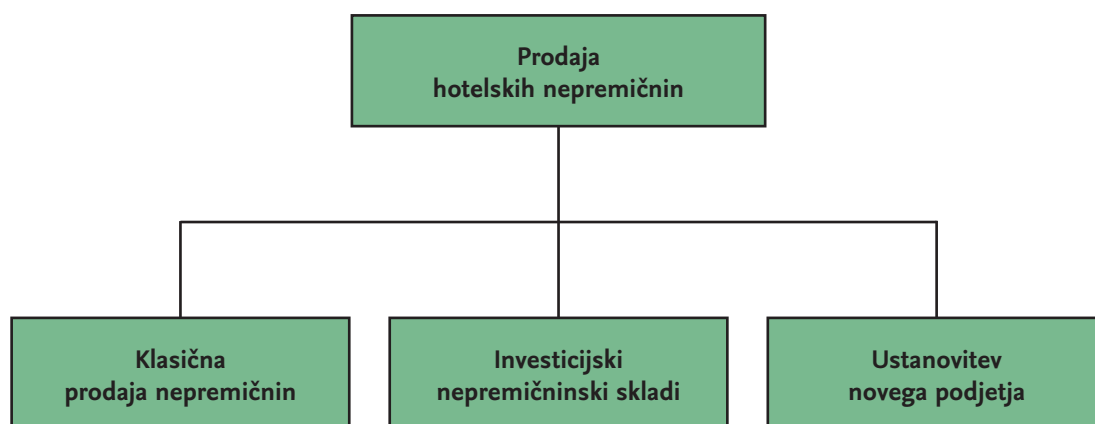 Prodaja
hotelskih nepremičnin
Klasična
prodaja nepremičnin
Investicijski
nepremičninski skladi
Ustanovitev
novega podjetja